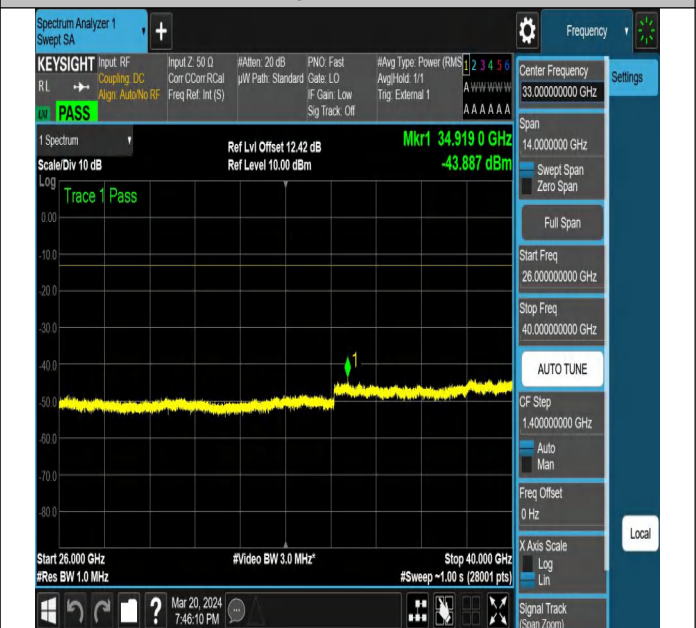 Spectrum Analyzer 1
Swept SA
+
Frequency
KEYSIGHT
RL
PASS
Input: RF
Coupling: DC
Align: Auto/No RF
Input Z: 50 Ω
Corr CCorr RCal
Freq Ref: Int (S)
#Atten: 20 dB
µW Path: Standard
PNO: Fast
Gate: LO
IF Gain: Low
Sig Track: Off
#Avg Type: Power (RMS
Avg|Hold: 1/1
Trig: External 1
1 2 3 4 5 6
A W W W W W
A A A A A A
1 Spectrum
Scale/Div 10 dB
Ref Lvl Offset 12.42 dB
Ref Level 10.00 dBm
Mkr1 34.919 0 GHz
-43.887 dBm
Log
Trace 1 Pass
0.00
-10.0
-20.0
-30.0
-40.0
-50.0
-60.0
-70.0
-80.0
1
Start 26.000 GHz
#Res BW 1.0 MHz
#Video BW 3.0 MHz*
Stop 40.000 GHz
#Sweep ~1.00 s (28001 pts)
Mar 20, 2024
7:46:10 PM
?
Center Frequency
33.000000000 GHz
Settings
Span
14.0000000 GHz
Swept Span
Zero Span
Full Span
Start Freq
26.000000000 GHz
Stop Freq
40.000000000 GHz
AUTO TUNE
CF Step
1.400000000 GHz
Auto
Man
Freq Offset
0 Hz
X Axis Scale
Log
Lin
Local
Signal Track
(Span Zoom)